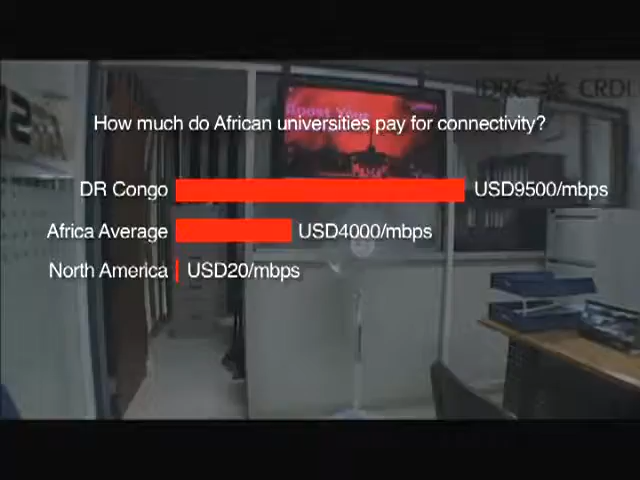 IDRC CRDI
How much do African universities pay for connectivity?
DR Congo USD9500/mbps
Africa Average USD4000/mbps
North America USD20/mbps